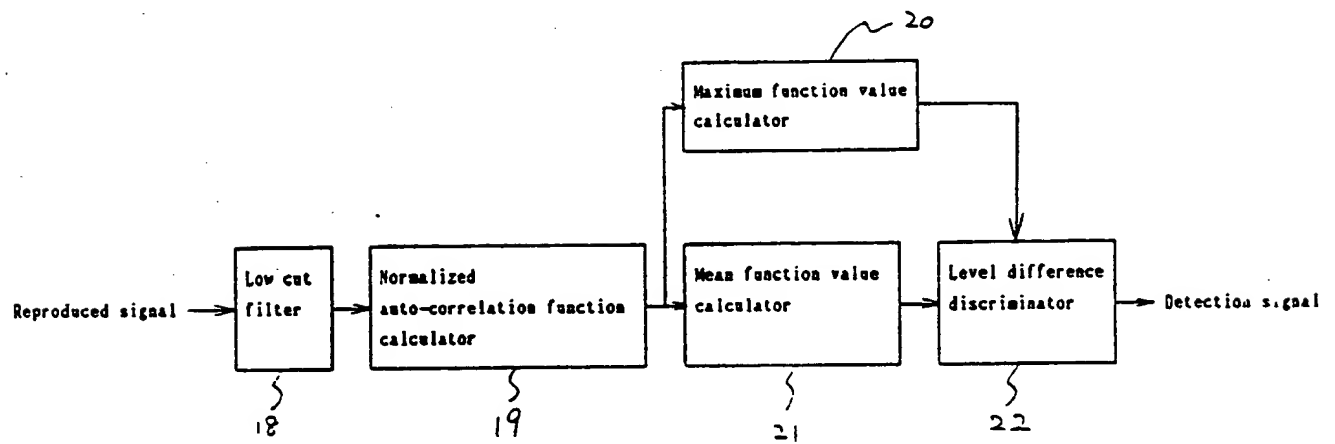 20
Maximum function value
calculator
Reproduced signal
Low cut
filter
Normalized
auto-correlation function
calculator
Mean function value
calculator
Level difference
discriminator
Detection signal
18
19
21
22